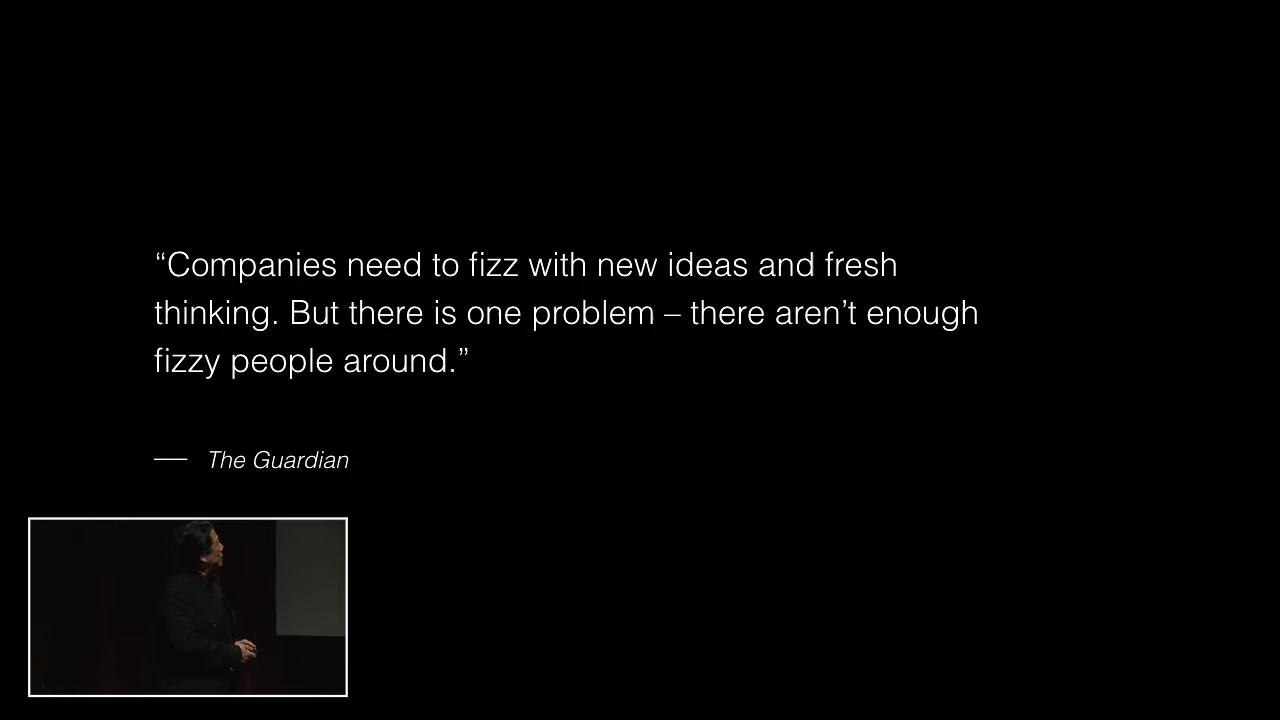 “Companies need to fizz with new ideas and fresh
thinking. But there is one problem – there aren’t enough
fizzy people around.”
— The Guardian